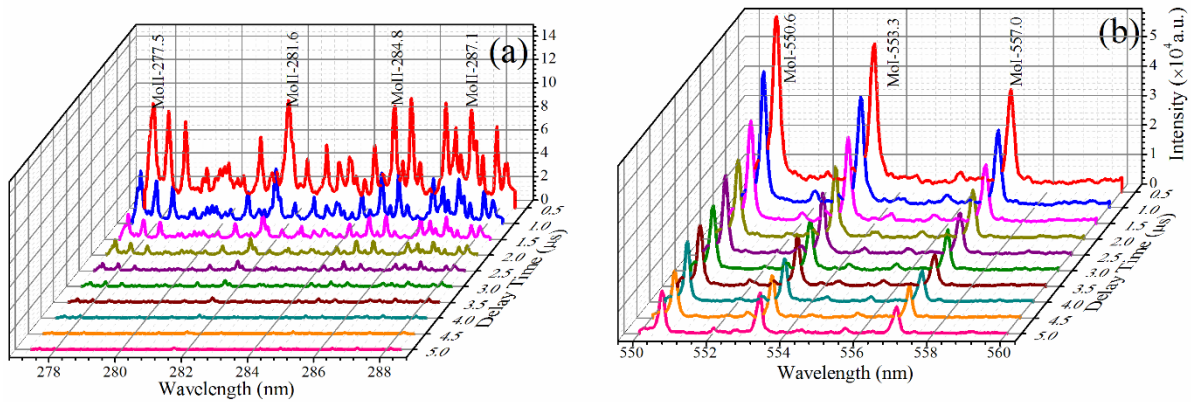 (a)
MoII-277.5
MoII-281.6
MoII-284.8
MoII-287.1
14
12
10
8
6
4
2
0
0.5
1.0
1.5
2.0
2.5
3.0
3.5
4.0
4.5
5.0
Delay Time (μs)
278 280 282 284 286 288
Wavelength (nm)
(b)
MoI-550.6
MoI-553.3
MoI-557.0
5
4
3
2
1
0
Intensity (×10⁴ a.u.)
0.5
1.0
1.5
2.0
2.5
3.0
3.5
4.0
4.5
5.0
Delay Time (μs)
550 552 554 556 558 560
Wavelength (nm)